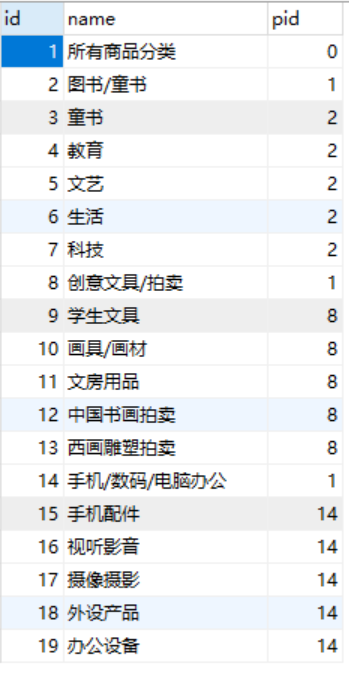 id name pid
1 所有商品分类 0
2 图书/童书 1
3 童书 2
4 教育 2
5 文艺 2
6 生活 2
7 科技 2
8 创意文具/拍卖 1
9 学生文具 8
10 画具/画材 8
11 文房用品 8
12 中国书画拍卖 8
13 西画雕塑拍卖 8
14 手机/数码/电脑办公 1
15 手机配件 14
16 视听影音 14
17 摄像摄影 14
18 外设产品 14
19 办公设备 14